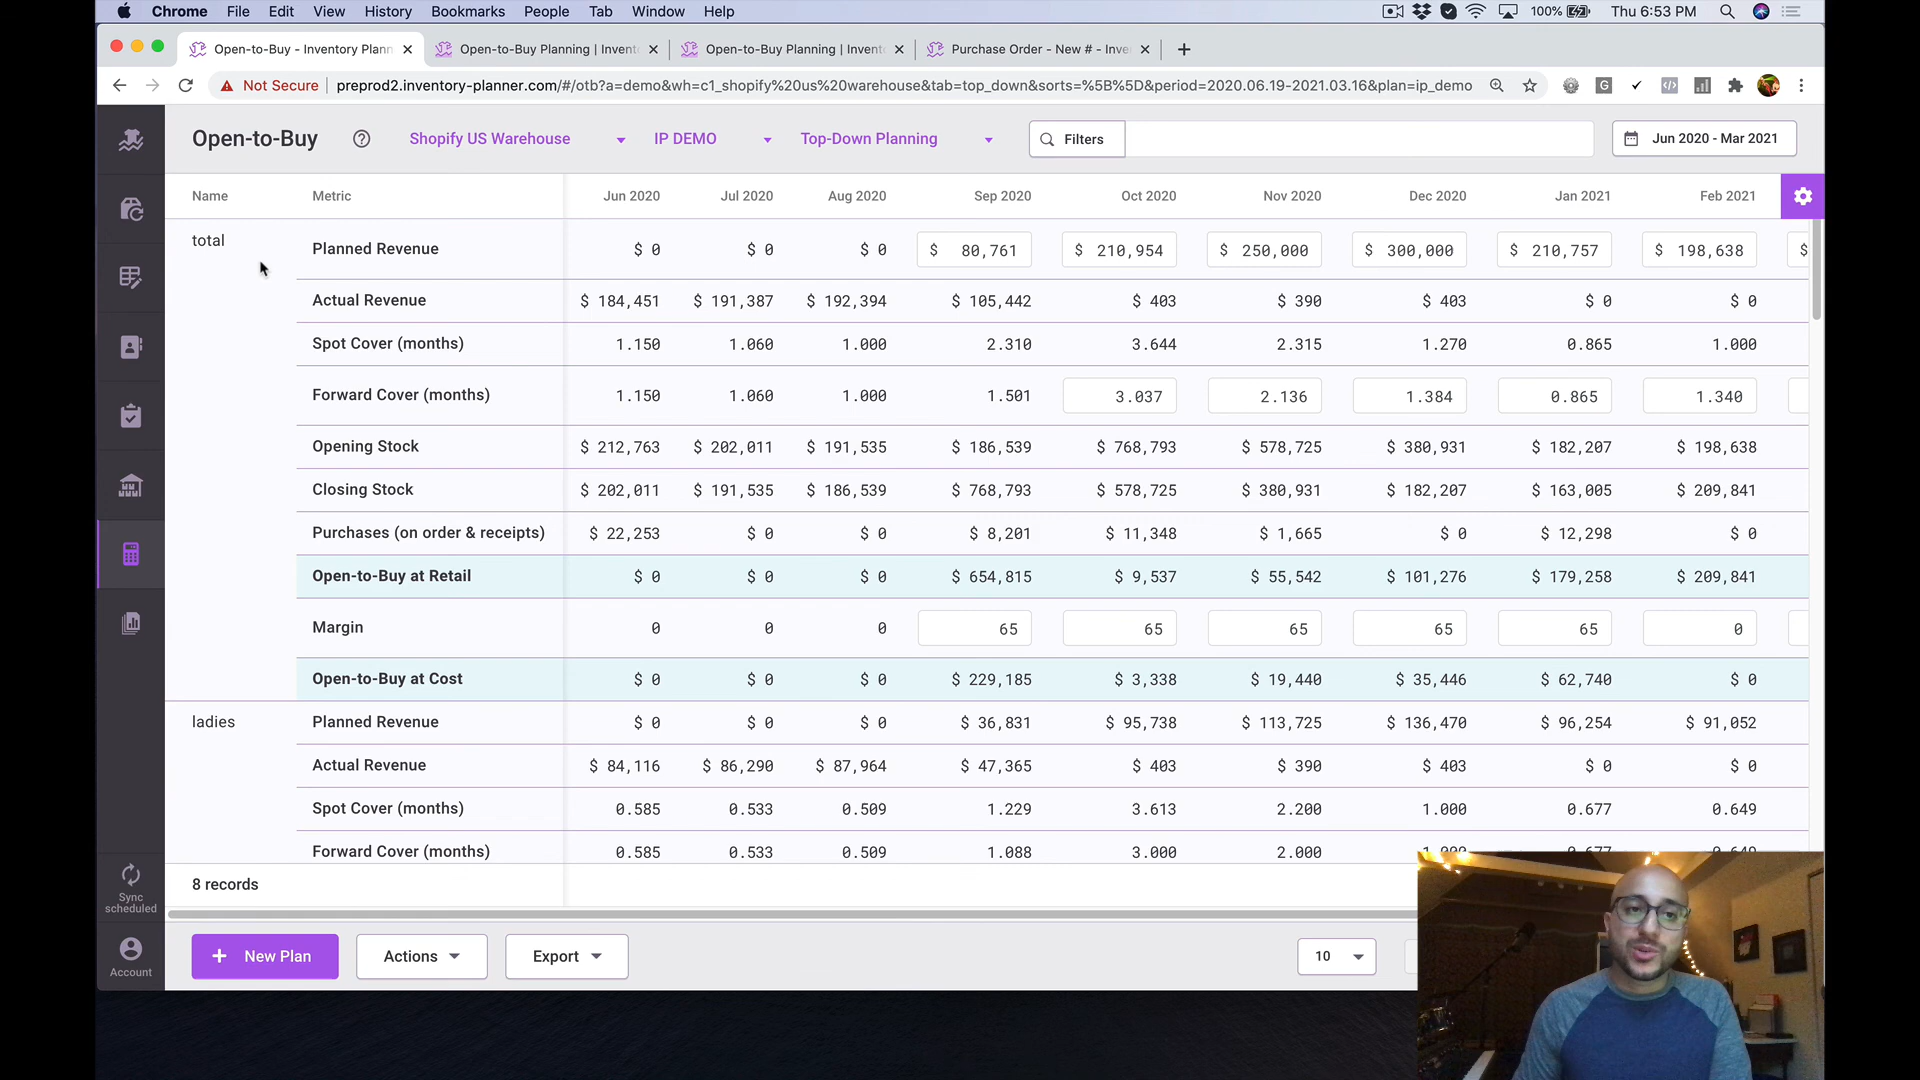 Chrome File Edit View History Bookmarks People Tab Window Help 100% Thu 6:53 PM
Open-to-Buy - Inventory Plann Open-to-Buy Planning | Invent Open-to-Buy Planning | Invent Purchase Order - New # - Inve
Not Secure preprod2.inventory-planner.com/#/otb?a=demo&wh=c1_shopify%20us%20warehouse&tab=top_down&sorts=%5B%5D&period=2020.06.19-2021.03.16&plan=ip_demo
Open-to-Buy Shopify US Warehouse IP DEMO Top-Down Planning Filters Jun 2020 - Mar 2021
Name Metric Jun 2020 Jul 2020 Aug 2020 Sep 2020 Oct 2020 Nov 2020 Dec 2020 Jan 2021 Feb 2021
total Planned Revenue $ 0 $ 0 $ 0 $ 80,761 $ 210,954 $ 250,000 $ 300,000 $ 210,757 $ 198,638 $
Actual Revenue $ 184,451 $ 191,387 $ 192,394 $ 105,442 $ 403 $ 390 $ 403 $ 0 $ 0
Spot Cover (months) 1.150 1.060 1.000 2.310 3.644 2.315 1.270 0.865 1.000
Forward Cover (months) 1.150 1.060 1.000 1.501 3.037 2.136 1.384 0.865 1.340
Opening Stock $ 212,763 $ 202,011 $ 191,535 $ 186,539 $ 768,793 $ 578,725 $ 380,931 $ 182,207 $ 198,638
Closing Stock $ 202,011 $ 191,535 $ 186,539 $ 768,793 $ 578,725 $ 380,931 $ 182,207 $ 163,005 $ 209,841
Purchases (on order & receipts) $ 22,253 $ 0 $ 0 $ 8,201 $ 11,348 $ 1,665 $ 0 $ 12,298 $ 0
Open-to-Buy at Retail $ 0 $ 0 $ 0 $ 654,815 $ 9,537 $ 55,542 $ 101,276 $ 179,258 $ 209,841
Margin 0 0 0 65 65 65 65 65 0
Open-to-Buy at Cost $ 0 $ 0 $ 0 $ 229,185 $ 3,338 $ 19,440 $ 35,446 $ 62,740 $ 0
ladies Planned Revenue $ 0 $ 0 $ 0 $ 36,831 $ 95,738 $ 113,725 $ 136,470 $ 96,254 $ 91,052
Actual Revenue $ 84,116 $ 86,290 $ 87,964 $ 47,365 $ 403 $ 390 $ 403 $ 0 $ 0
Spot Cover (months) 0.585 0.533 0.509 1.229 3.613 2.200 1.000 0.677 0.649
Forward Cover (months) 0.585 0.533 0.509 1.088 3.000 2.000
8 records
Sync
scheduled
+ New Plan Actions Export 10
Account